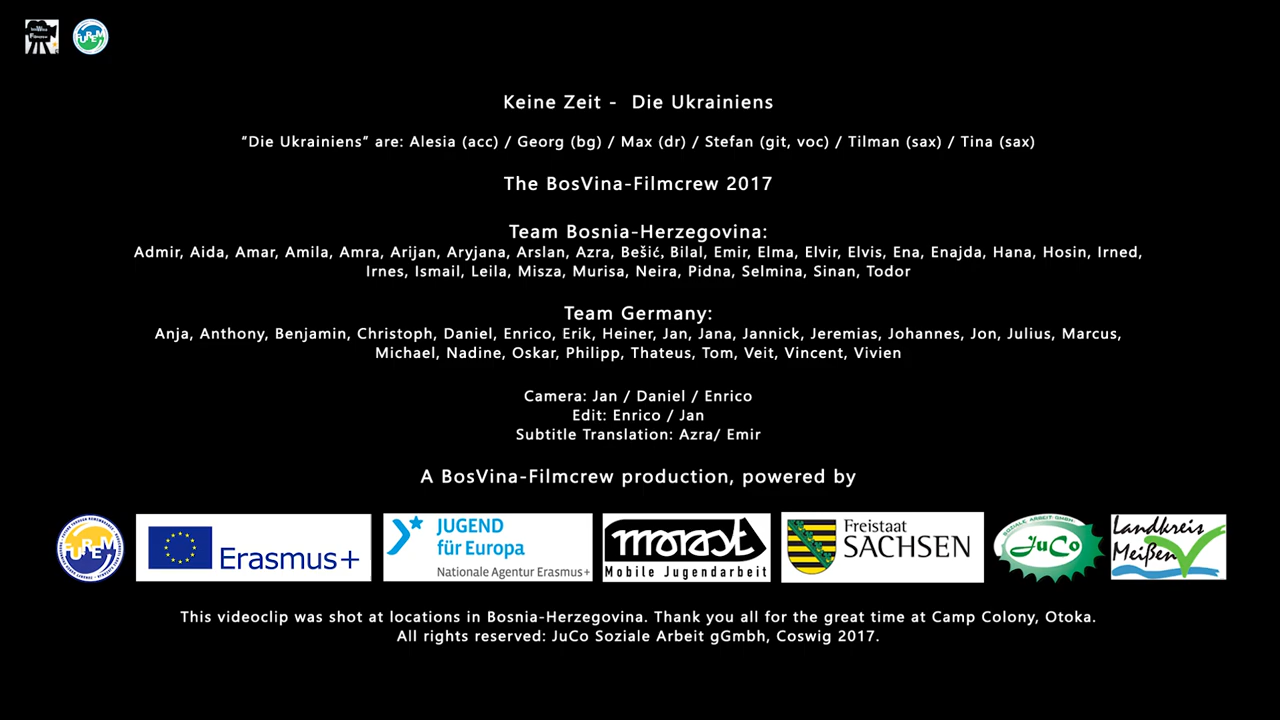 FUREM
Keine Zeit - Die Ukrainiens
“Die Ukrainiens” are: Alesia (acc) / Georg (bg) / Max (dr) / Stefan (git, voc) / Tilman (sax) / Tina (sax)
The BosVina-Filmcrew 2017
Team Bosnia-Herzegovina:
Admir, Aida, Amar, Amila, Amra, Arijan, Aryjana, Arslan, Azra, Bešić, Bilal, Emir, Elma, Elvir, Elvis, Ena, Enajda, Hana, Hosin, Irned,
Irnes, Ismail, Leila, Misza, Murisa, Neira, Pidna, Selmina, Sinan, Todor
Team Germany:
Anja, Anthony, Benjamin, Christoph, Daniel, Enrico, Erik, Heiner, Jan, Jana, Jannick, Jeremias, Johannes, Jon, Julius, Marcus,
Michael, Nadine, Oskar, Philipp, Thateus, Tom, Veit, Vincent, Vivien
Camera: Jan / Daniel / Enrico
Edit: Enrico / Jan
Subtitle Translation: Azra/ Emir
A BosVina-Filmcrew production, powered by
FUREM
Erasmus+
JUGEND
für Europa
Nationale Agentur Erasmus+
morast
Mobile Jugendarbeit
Freistaat
SACHSEN
SOZIALE ARBEIT GGMBH
JuCo
Landkreis
Meißen
This videoclip was shot at locations in Bosnia-Herzegovina. Thank you all for the great time at Camp Colony, Otoka.
All rights reserved: JuCo Soziale Arbeit gGmbh, Coswig 2017.